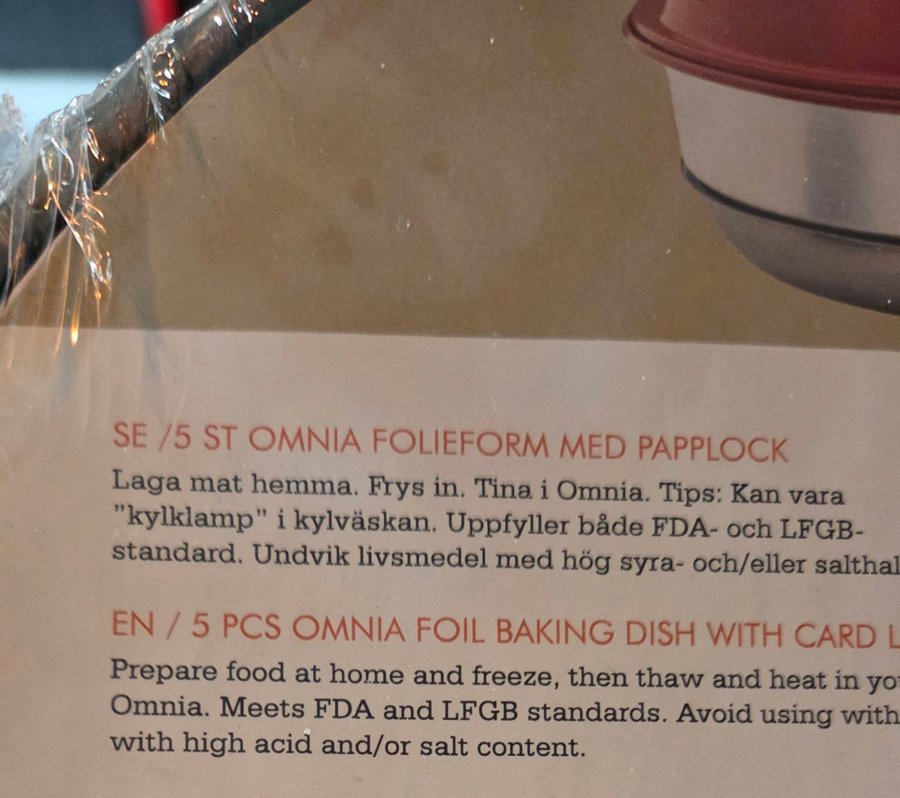 SE /5 ST OMNIA FOLIEFORM MED PAPPLOCK
Laga mat hemma. Frys in. Tina i Omnia. Tips: Kan vara
"kylklamp" i kylväskan. Uppfyller både FDA- och LFGB-
standard. Undvik livsmedel med hög syra- och/eller salthal
EN / 5 PCS OMNIA FOIL BAKING DISH WITH CARD L
Prepare food at home and freeze, then thaw and heat in yo
Omnia. Meets FDA and LFGB standards. Avoid using with
with high acid and/or salt content.